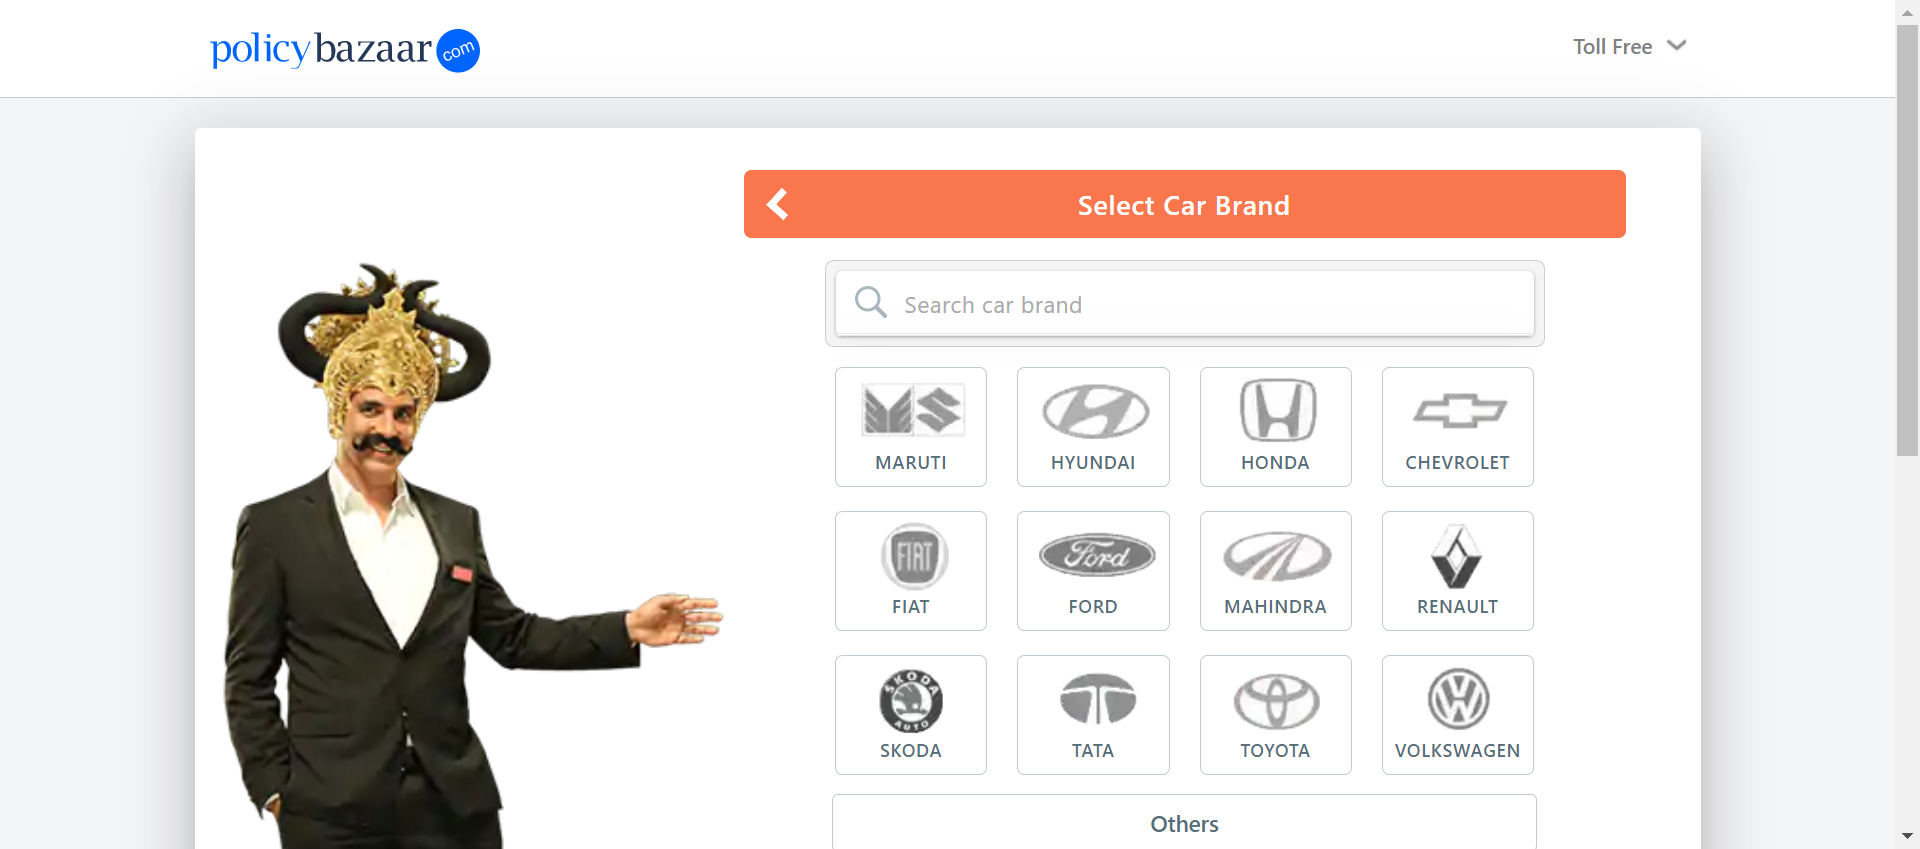 policybazaar com
Toll Free
Select Car Brand
Search car brand
MARUTI
HYUNDAI
HONDA
CHEVROLET
FIAT
FIAT
Ford
FORD
MAHINDRA
RENAULT
SKODA
AUTO
SKODA
TATA
TOYOTA
VOLKSWAGEN
Others